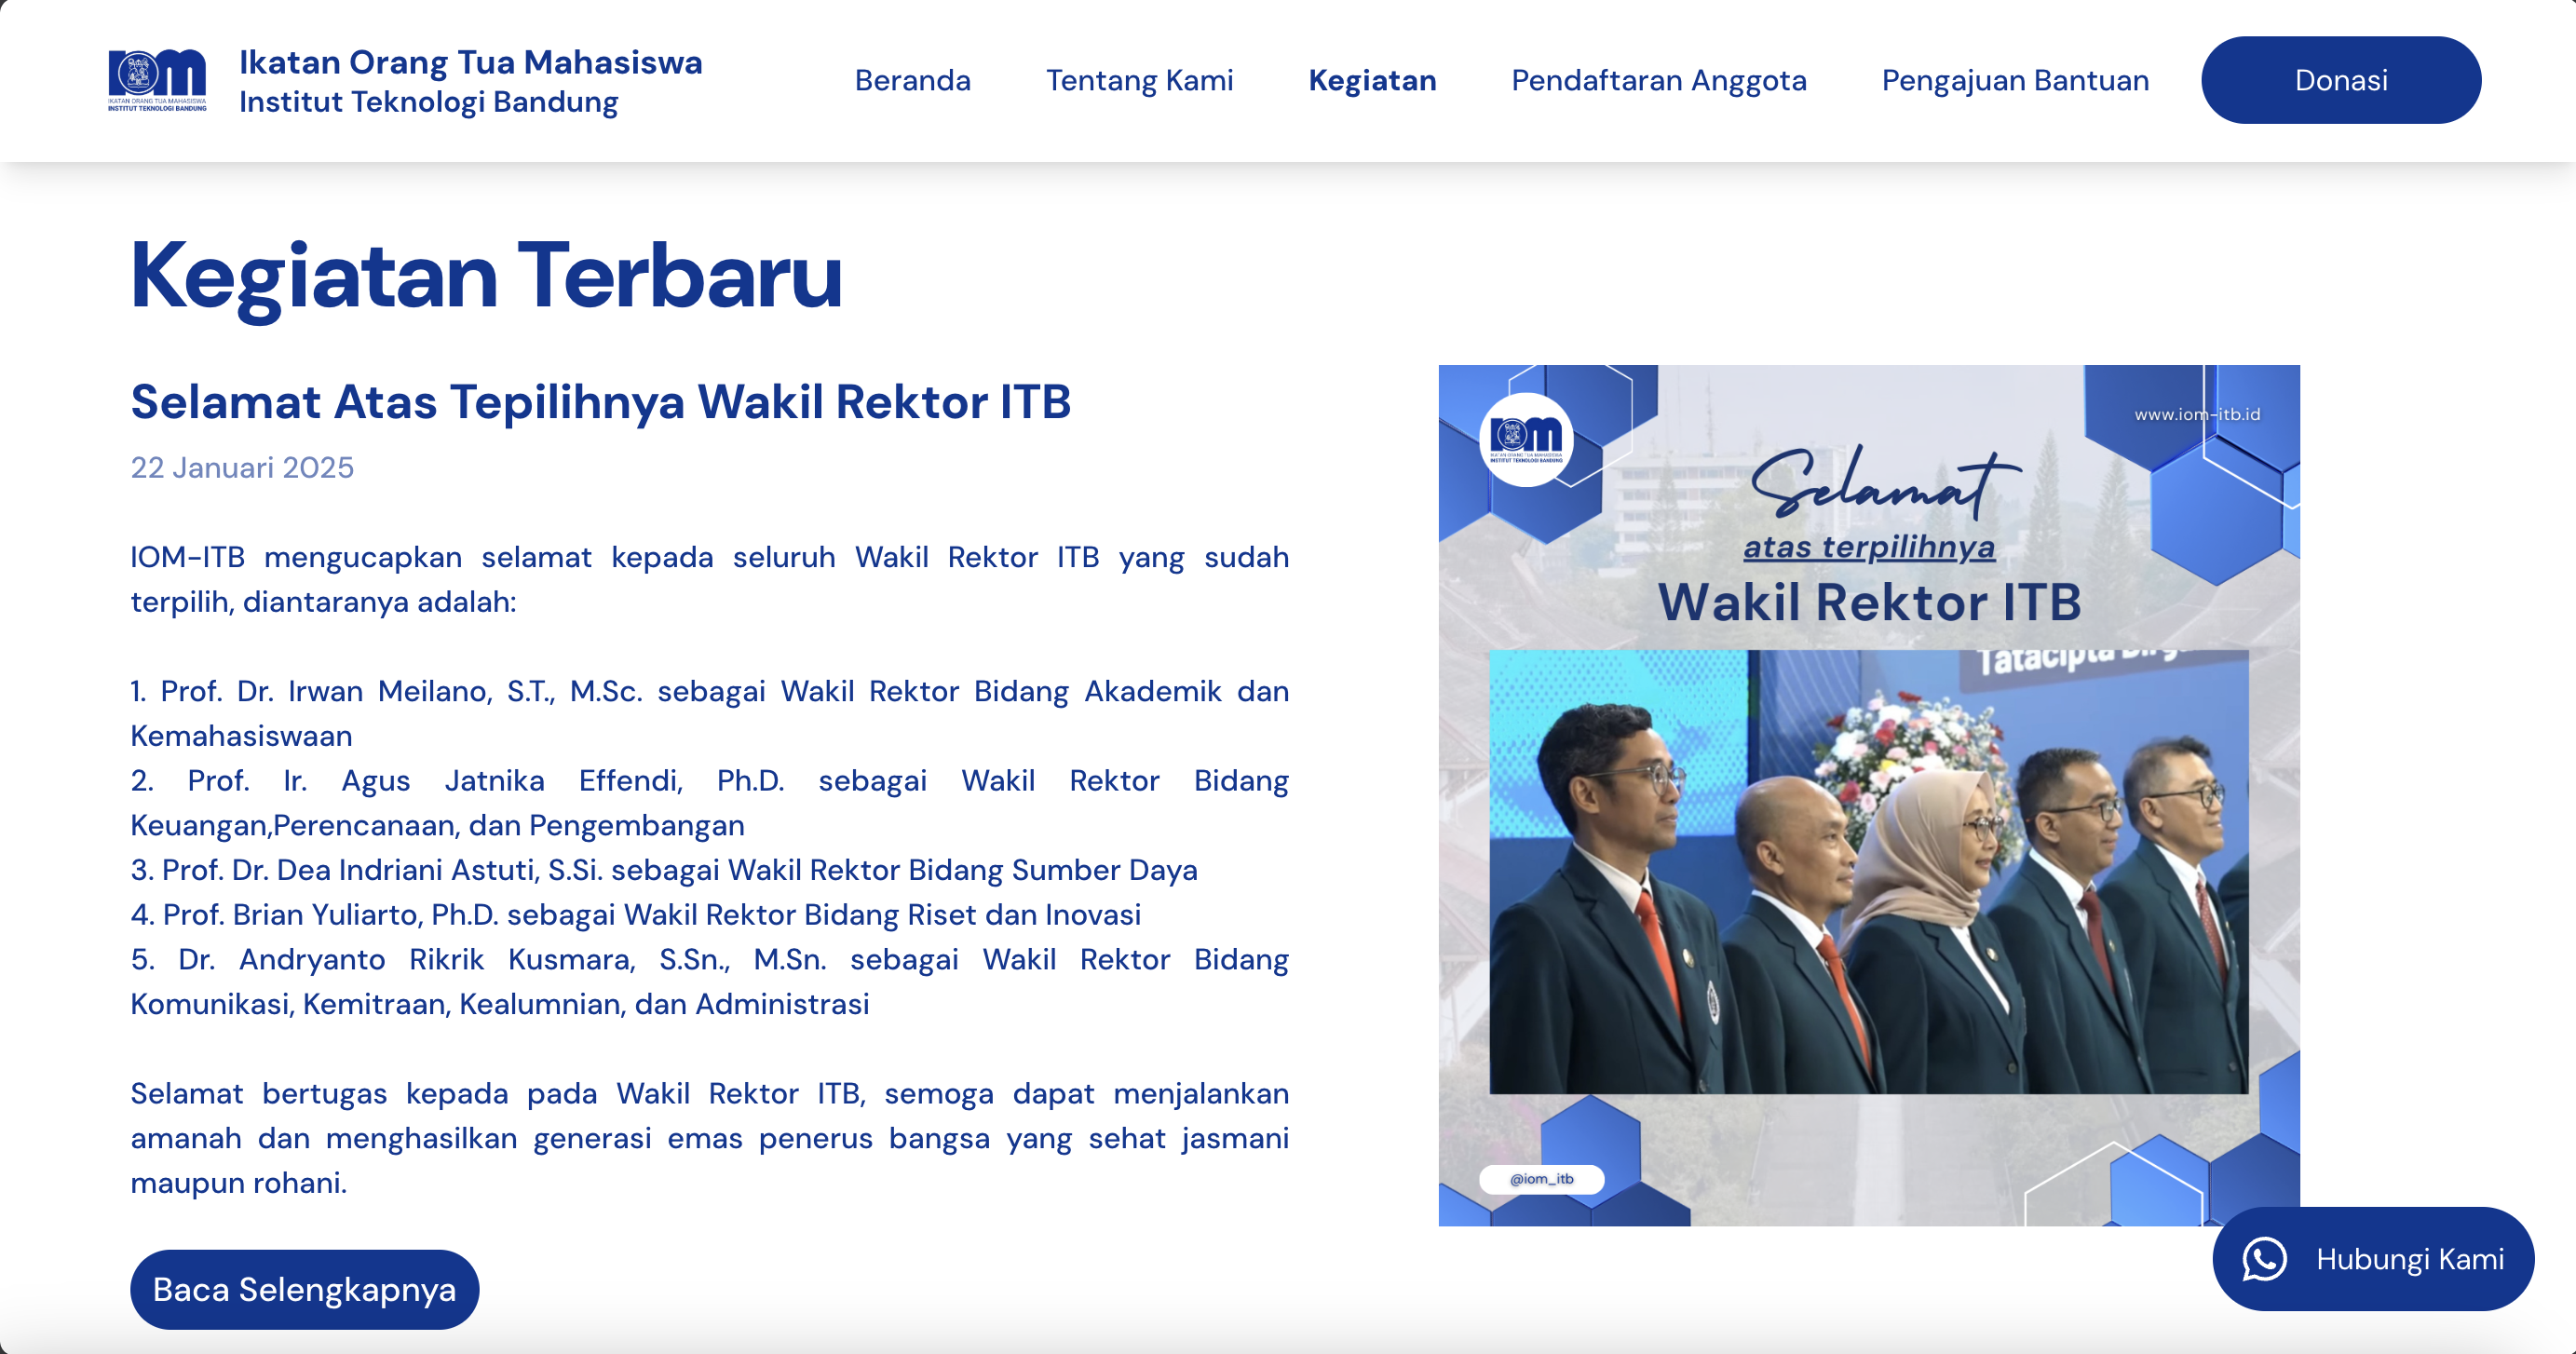 IOM
IKATAN ORANG TUA MAHASISWA
INSTITUT TEKNOLOGI BANDUNG
Ikatan Orang Tua Mahasiswa
Institut Teknologi Bandung
Beranda
Tentang Kami
Kegiatan
Pendaftaran Anggota
Pengajuan Bantuan
Donasi
Kegiatan Terbaru
Selamat Atas Tepilihnya Wakil Rektor ITB
22 Januari 2025
IOM-ITB mengucapkan selamat kepada seluruh Wakil Rektor ITB yang sudah
terpilih, diantaranya adalah:
1. Prof. Dr. Irwan Meilano, S.T., M.Sc. sebagai Wakil Rektor Bidang Akademik dan
Kemahasiswaan
2. Prof. Ir. Agus Jatnika Effendi, Ph.D. sebagai Wakil Rektor Bidang
Keuangan,Perencanaan, dan Pengembangan
3. Prof. Dr. Dea Indriani Astuti, S.Si. sebagai Wakil Rektor Bidang Sumber Daya
4. Prof. Brian Yuliarto, Ph.D. sebagai Wakil Rektor Bidang Riset dan Inovasi
5. Dr. Andryanto Rikrik Kusmara, S.Sn., M.Sn. sebagai Wakil Rektor Bidang
Komunikasi, Kemitraan, Kealumnian, dan Administrasi
Selamat bertugas kepada pada Wakil Rektor ITB, semoga dapat menjalankan
amanah dan menghasilkan generasi emas penerus bangsa yang sehat jasmani
maupun rohani.
Baca Selengkapnya
IOM
IKATAN ORANG TUA MAHASISWA
INSTITUT TEKNOLOGI BANDUNG
www.iom-itb.id
Selamat
atas terpilihnya
Wakil Rektor ITB
Tatacipta
@iom_itb
Hubungi Kami